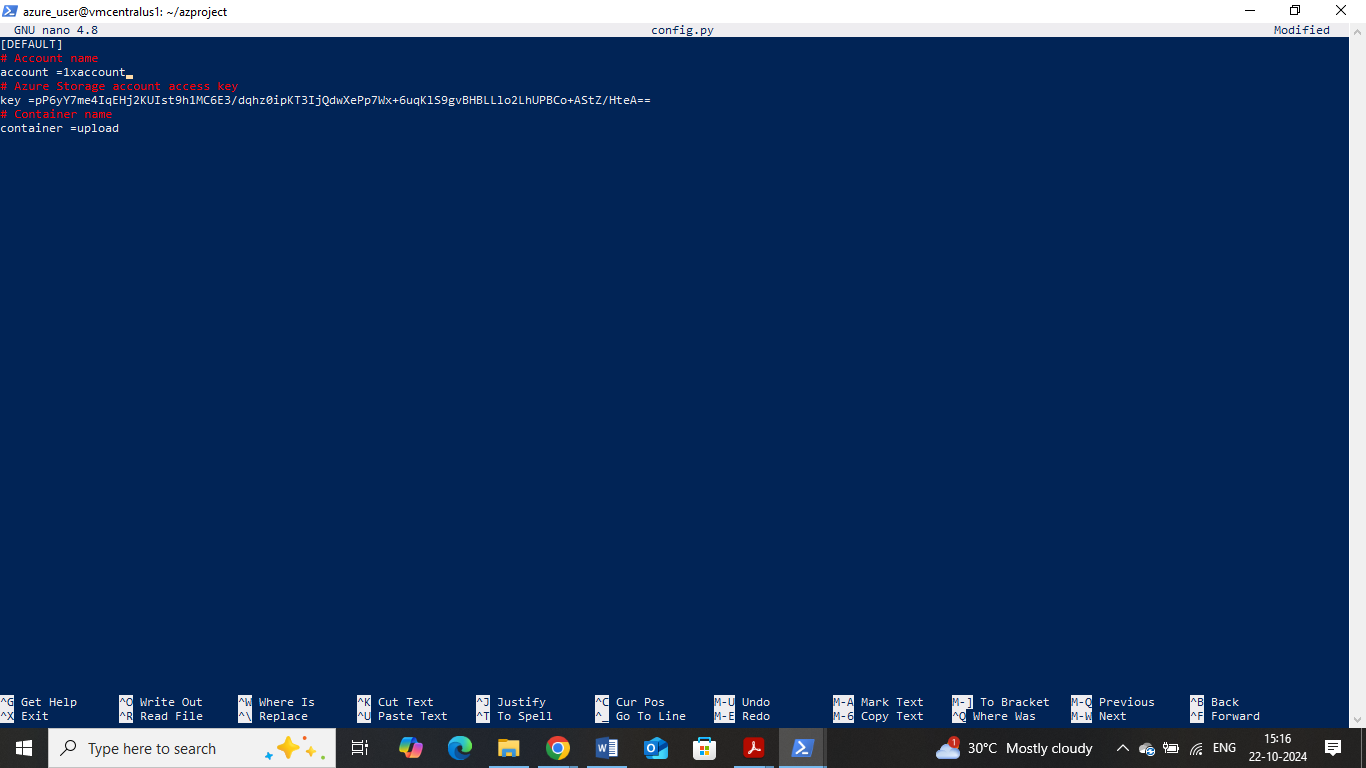 azure_user@vmcentralus1: ~/azproject
GNU nano 4.8 config.py Modified
[DEFAULT]
# Account name
account =1xaccount
# Azure Storage account access key
key =pP6yY7me4IqEHj2KUIst9h1MC6E3/dqhz0ipKT3IjQdwXePp7Wx+6uqKlS9gvBHBLLlo2LhUPBCo+AStZ/HteA==
# Container name
container =upload
^G Get Help ^O Write Out ^W Where Is ^K Cut Text ^J Justify ^C Cur Pos M-U Undo M-A Mark Text M-] To Bracket M-Q Previous ^B Back
^X Exit ^R Read File ^\ Replace ^U Paste Text ^T To Spell ^_ Go To Line M-E Redo M-6 Copy Text ^Q Where Was M-W Next ^F Forward
Type here to search 1 30°C Mostly cloudy ENG 15:16
22-10-2024